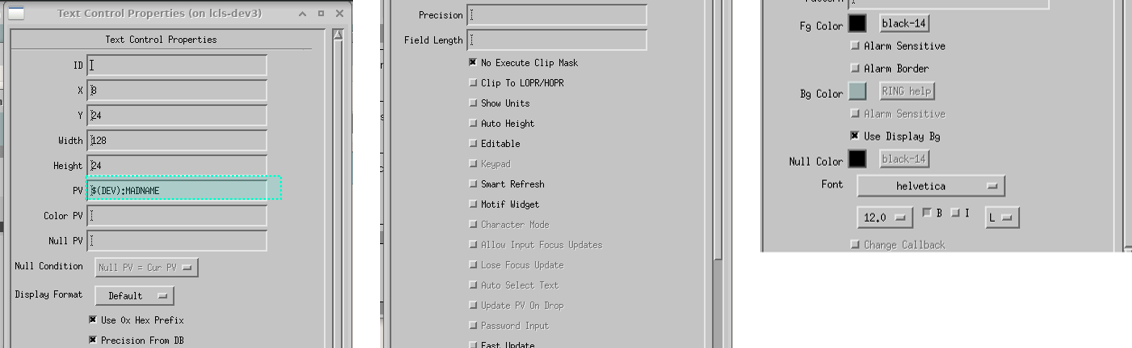 Text Control Properties (on lcls-dev3)
Text Control Properties
ID
X 8
Y 24
Width 128
Height 24
PV $(DEV):MADNAME
Color PV
Null PV
Null Condition Null PV = Cur PV
Display Format Default
Use 0x Hex Prefix
Precision From DB
Precision
Field Length
No Execute Clip Mask
Clip To LOPR/HOPR
Show Units
Auto Height
Editable
Keypad
Smart Refresh
Motif Widget
Character Mode
Allow Input Focus Updates
Lose Focus Update
Auto Select Text
Update PV On Drop
Password Input
Fast Update
Fg Color black-14
Alarm Sensitive
Alarm Border
Bg Color RING help
Alarm Sensitive
Use Display Bg
Null Color black-14
Font helvetica
12.0 B I L
Change Callback